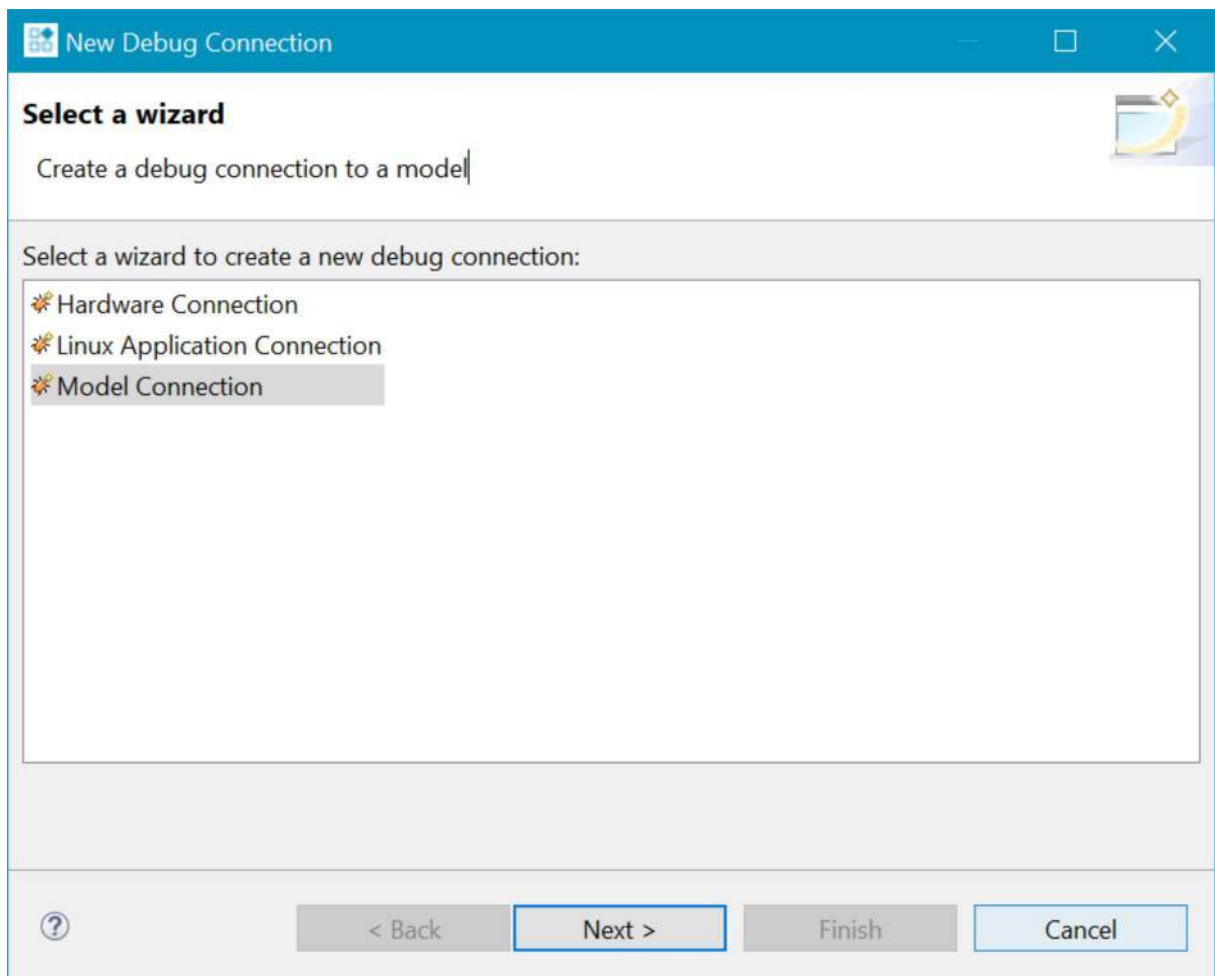 New Debug Connection
Select a wizard
Create a debug connection to a model
Select a wizard to create a new debug connection:
Hardware Connection
Linux Application Connection
Model Connection
?
< Back
Next >
Finish
Cancel